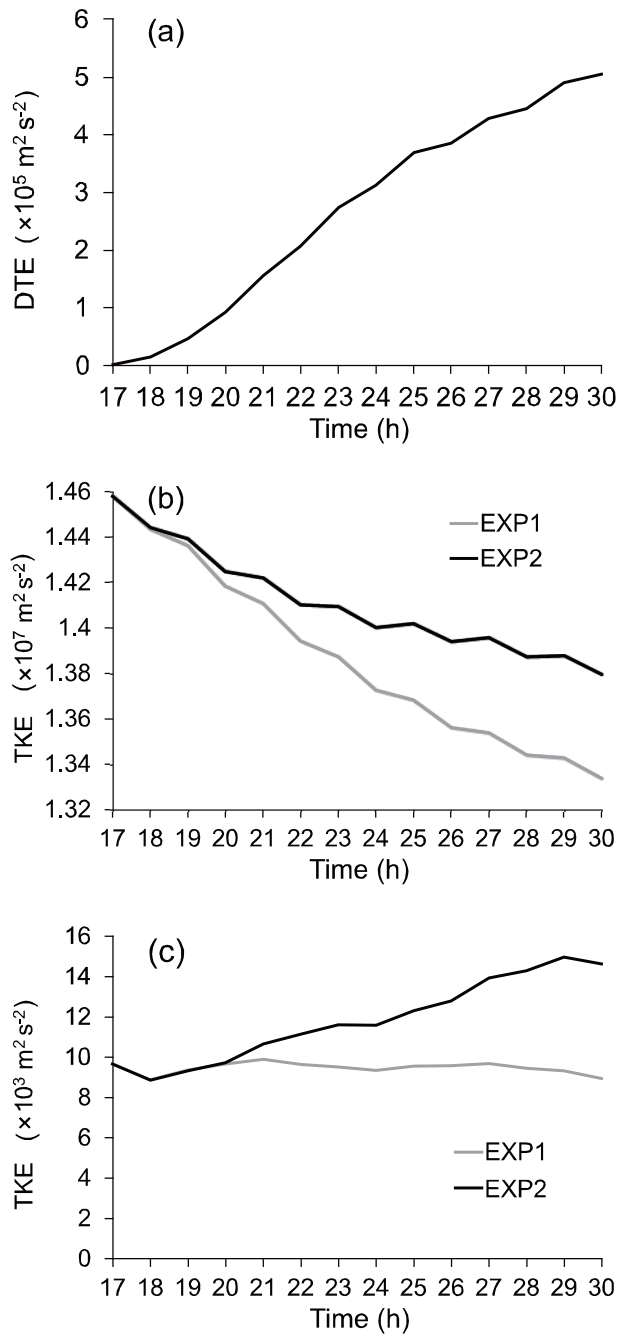 (a)
6
5
4
3
2
1
0
DTE (×10⁵ m² s⁻²)
17 18 19 20 21 22 23 24 25 26 27 28 29 30
Time (h)
(b)
1.46
1.44
1.42
1.4
1.38
1.36
1.34
1.32
TKE (×10⁷ m² s⁻²)
EXP1
EXP2
17 18 19 20 21 22 23 24 25 26 27 28 29 30
Time (h)
(c)
16
14
12
10
8
6
4
2
0
TKE (×10³ m² s⁻²)
EXP1
EXP2
17 18 19 20 21 22 23 24 25 26 27 28 29 30
Time (h)